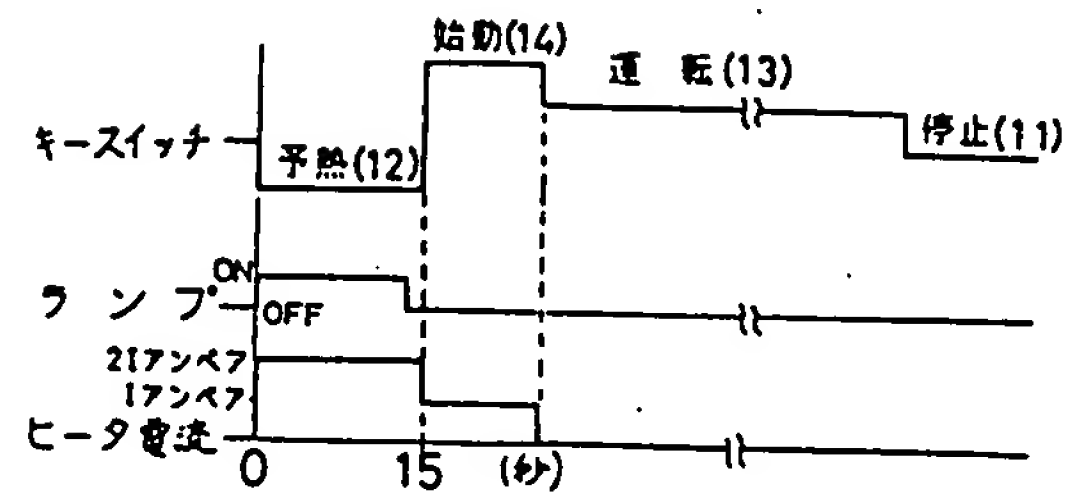 始動(14)
運転(13)
停止(11)
キースイッチ
予熱(12)
ON
ランプ
OFF
2Iアンペア
Iアンペア
ヒータ電流
0 15 (秒)